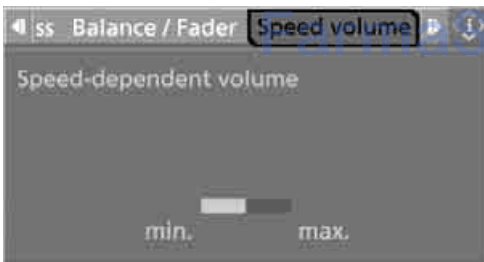 ss Balance / Fader Speed volume
Speed-dependent volume
min. max.